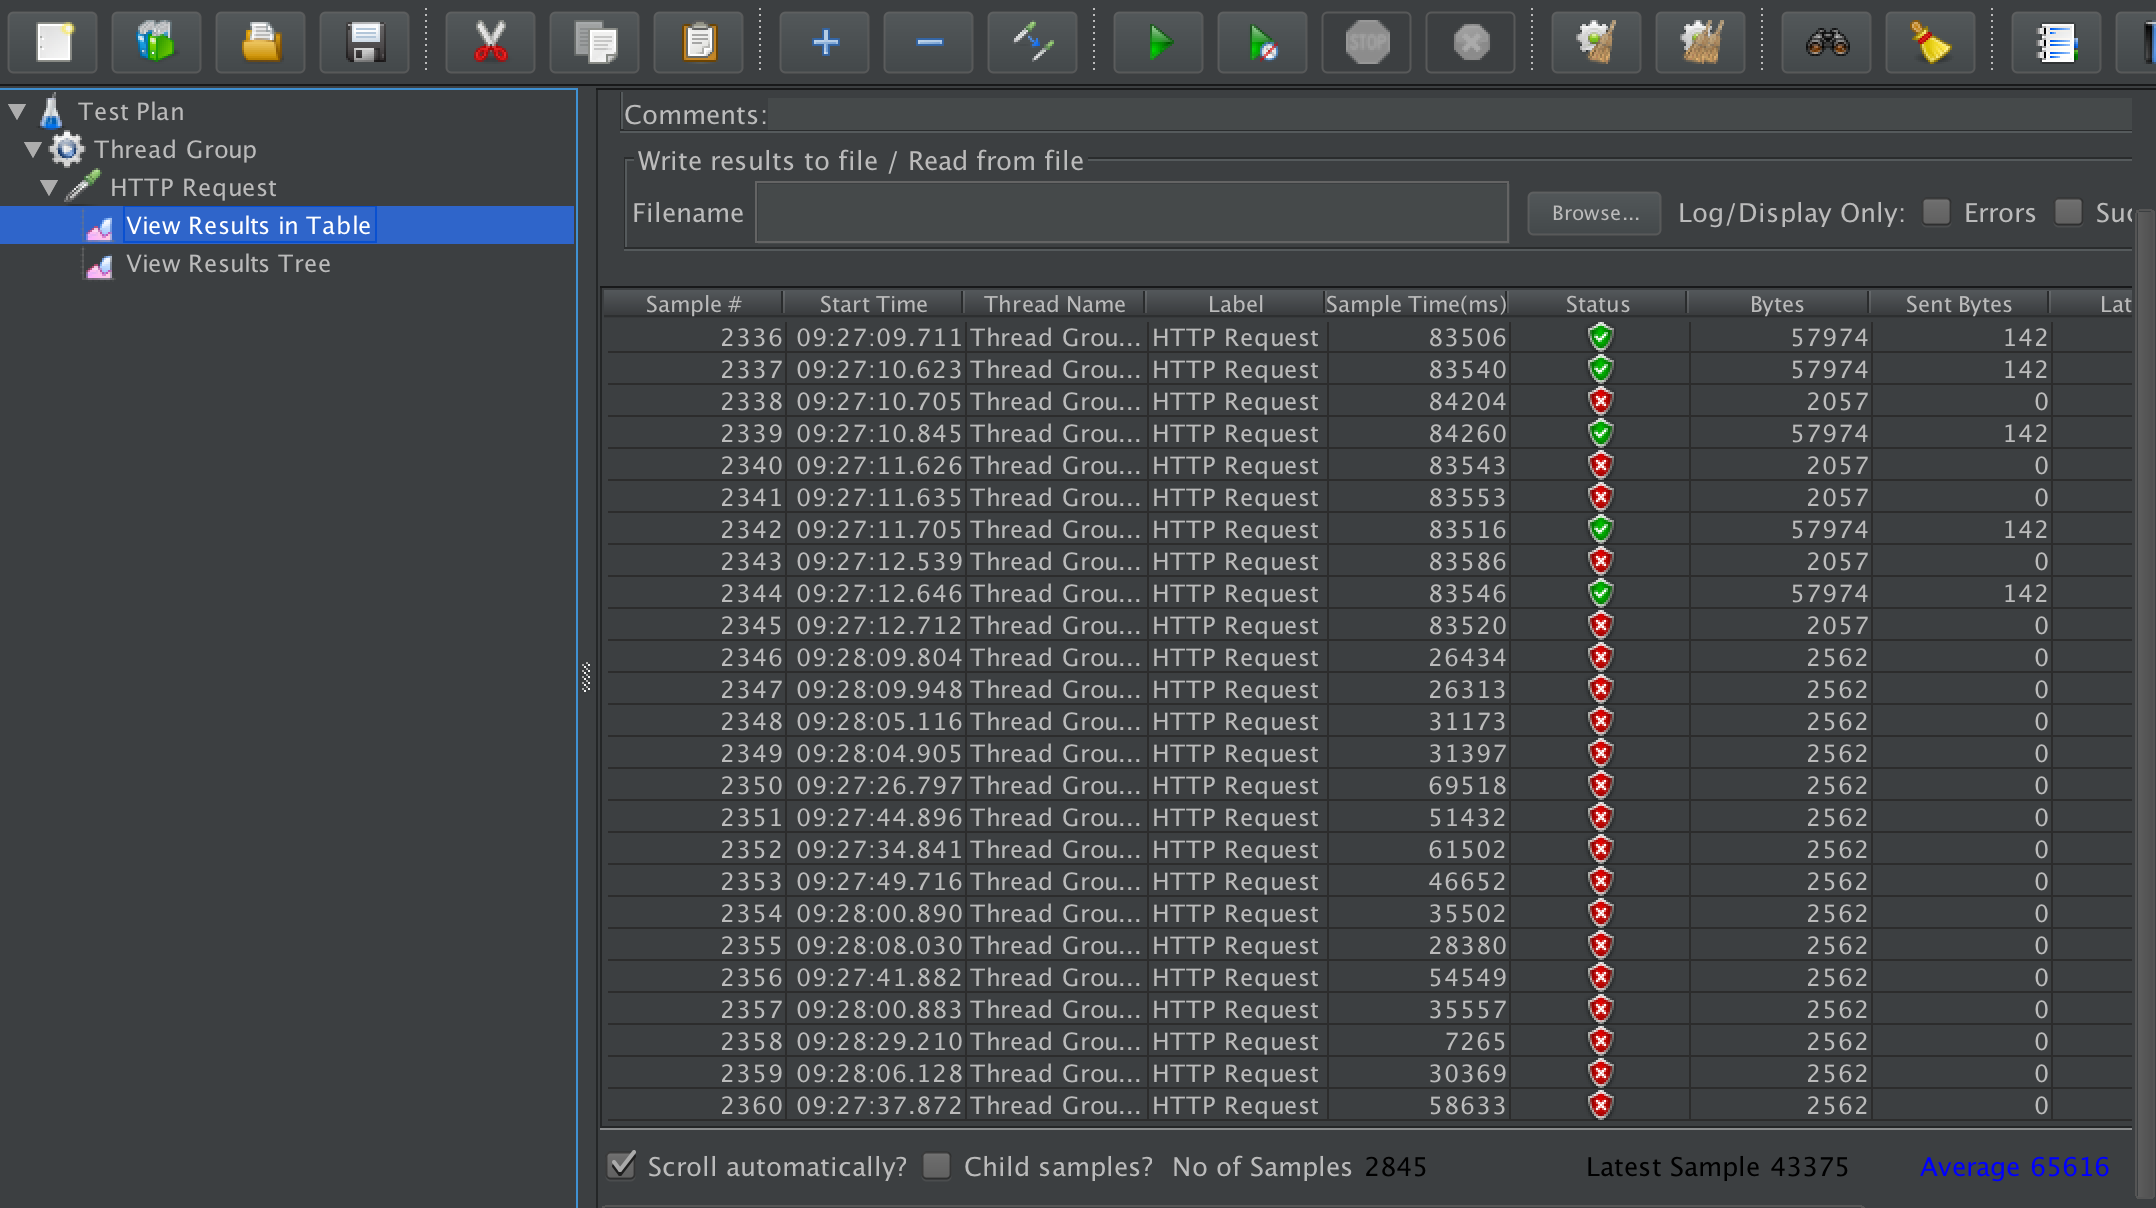 STOP
Test Plan
Thread Group
HTTP Request
View Results in Table
View Results Tree
Comments:
Write results to file / Read from file
Filename Browse... Log/Display Only: Errors Suc
Sample # Start Time Thread Name Label Sample Time(ms) Status Bytes Sent Bytes Lat
2336 09:27:09.711 Thread Grou... HTTP Request 83506 57974 142
2337 09:27:10.623 Thread Grou... HTTP Request 83540 57974 142
2338 09:27:10.705 Thread Grou... HTTP Request 84204 2057 0
2339 09:27:10.845 Thread Grou... HTTP Request 84260 57974 142
2340 09:27:11.626 Thread Grou... HTTP Request 83543 2057 0
2341 09:27:11.635 Thread Grou... HTTP Request 83553 2057 0
2342 09:27:11.705 Thread Grou... HTTP Request 83516 57974 142
2343 09:27:12.539 Thread Grou... HTTP Request 83586 2057 0
2344 09:27:12.646 Thread Grou... HTTP Request 83546 57974 142
2345 09:27:12.712 Thread Grou... HTTP Request 83520 2057 0
2346 09:28:09.804 Thread Grou... HTTP Request 26434 2562 0
2347 09:28:09.948 Thread Grou... HTTP Request 26313 2562 0
2348 09:28:05.116 Thread Grou... HTTP Request 31173 2562 0
2349 09:28:04.905 Thread Grou... HTTP Request 31397 2562 0
2350 09:27:26.797 Thread Grou... HTTP Request 69518 2562 0
2351 09:27:44.896 Thread Grou... HTTP Request 51432 2562 0
2352 09:27:34.841 Thread Grou... HTTP Request 61502 2562 0
2353 09:27:49.716 Thread Grou... HTTP Request 46652 2562 0
2354 09:28:00.890 Thread Grou... HTTP Request 35502 2562 0
2355 09:28:08.030 Thread Grou... HTTP Request 28380 2562 0
2356 09:27:41.882 Thread Grou... HTTP Request 54549 2562 0
2357 09:28:00.883 Thread Grou... HTTP Request 35557 2562 0
2358 09:28:29.210 Thread Grou... HTTP Request 7265 2562 0
2359 09:28:06.128 Thread Grou... HTTP Request 30369 2562 0
2360 09:27:37.872 Thread Grou... HTTP Request 58633 2562 0
Scroll automatically? Child samples? No of Samples 2845 Latest Sample 43375 Average 65616